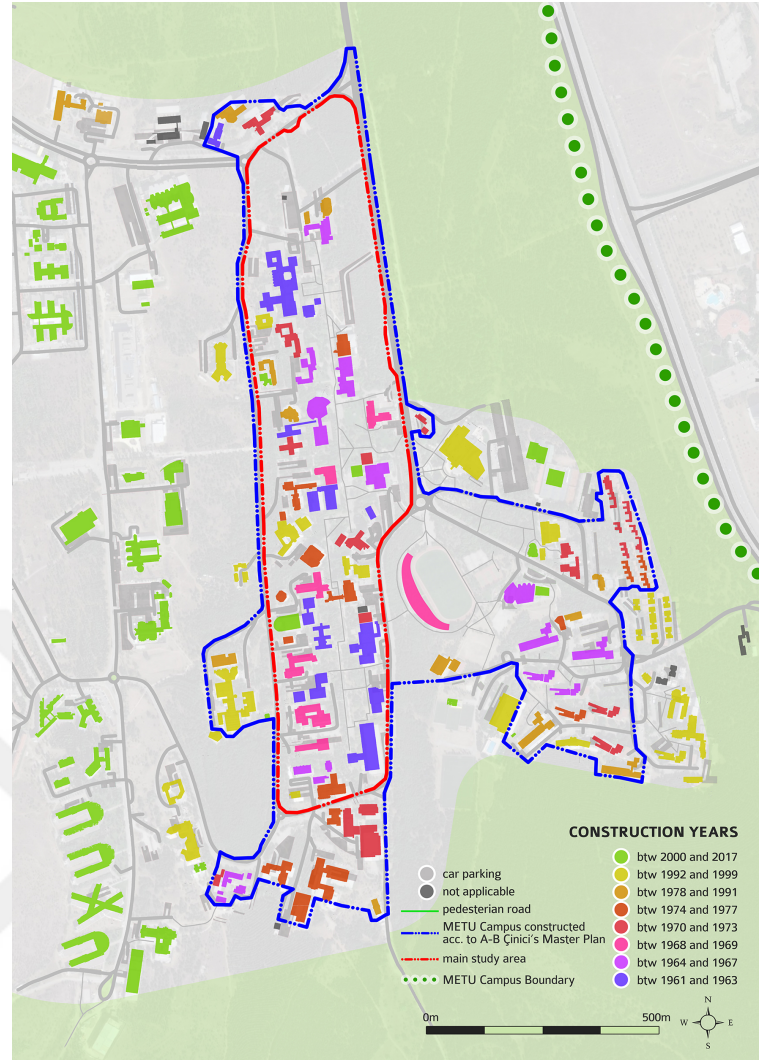 CONSTRUCTION YEARS
car parking
not applicable
pedesterian road
METU Campus constructed
acc. to A-B Çinici's Master Plan
main study area
METU Campus Boundary
btw 2000 and 2017
btw 1992 and 1999
btw 1978 and 1991
btw 1974 and 1977
btw 1970 and 1973
btw 1968 and 1969
btw 1964 and 1967
btw 1961 and 1963
0m 500m
N
W E
S